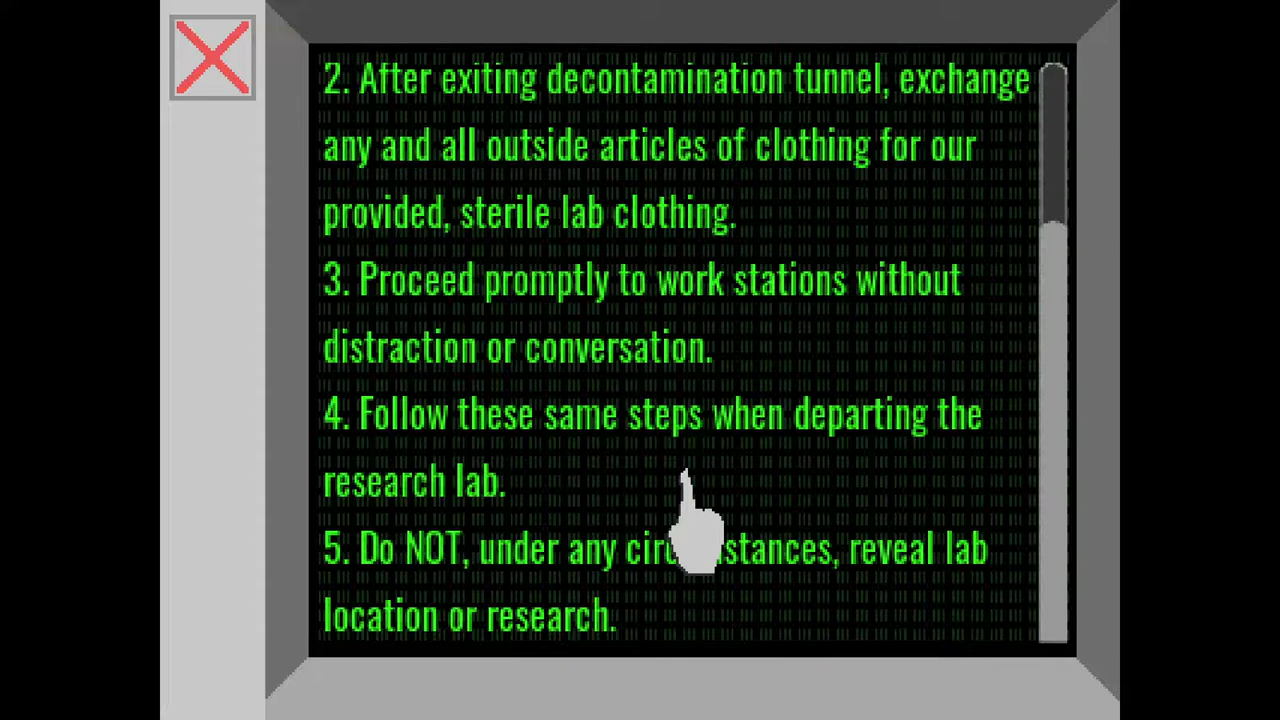 2. After exiting decontamination tunnel, exchange
any and all outside articles of clothing for our
provided, sterile lab clothing.
3. Proceed promptly to work stations without
distraction or conversation.
4. Follow these same steps when departing the
research lab.
5. Do NOT, under any circumstances, reveal lab
location or research.